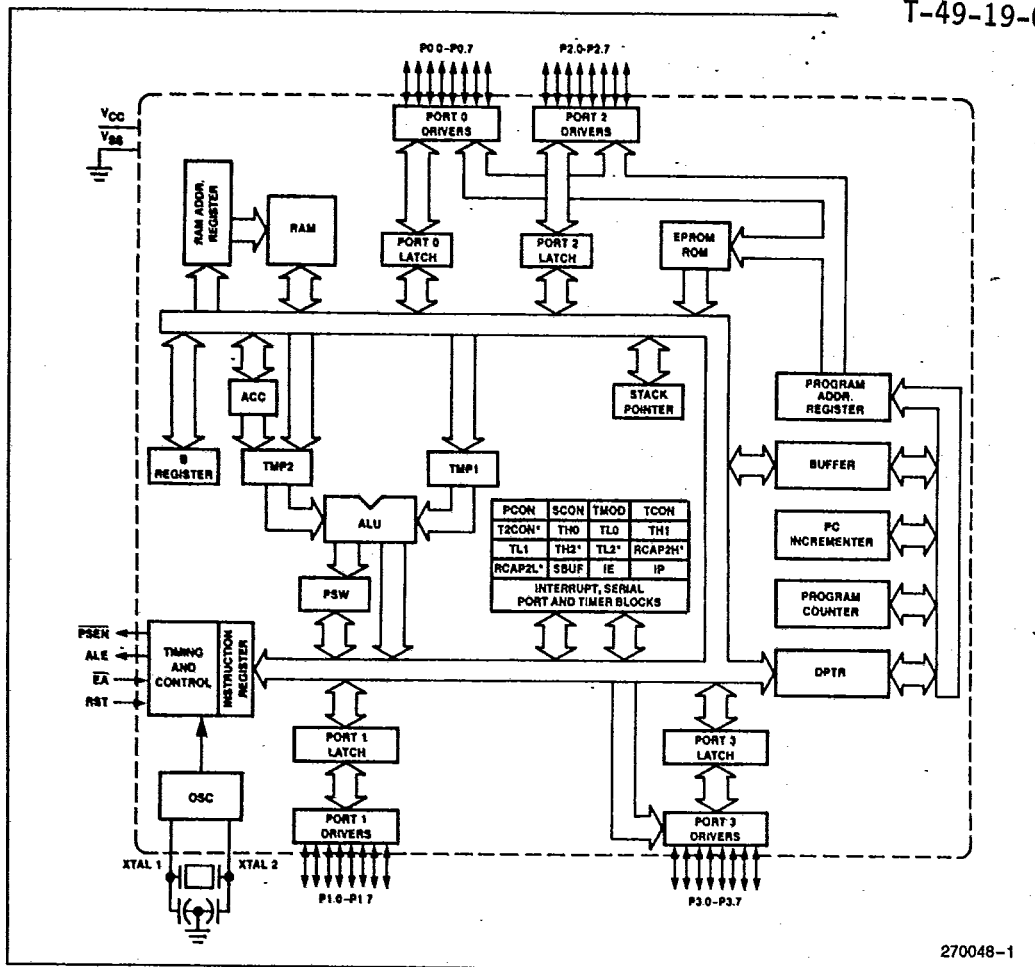 T-49-19-
P0 0-P0.7
P2.0-P2.7
VCC
VSS
PORT 0
DRIVERS
PORT 2
DRIVERS
RAM ADDR.
REGISTER
RAM
PORT 0
LATCH
PORT 2
LATCH
EPROM
ROM
ACC
STACK
POINTER
PROGRAM
ADDR.
REGISTER
B
REGISTER
TMP2
TMP1
BUFFER
ALU
PCON SCON TMOD TCON
T2CON* TH0 TL0 TH1
TL1 TH2* TL2* RCAP2H*
RCAP2L* SBUF IE IP
INTERRUPT, SERIAL
PORT AND TIMER BLOCKS
PC
INCREMENTER
PSW
PROGRAM
COUNTER
PSEN
ALE
EA
RST
TIMING
AND
CONTROL
INSTRUCTION
REGISTER
DPTR
PORT 1
LATCH
PORT 3
LATCH
OSC
PORT 1
DRIVERS
PORT 3
DRIVERS
XTAL 1
XTAL 2
P1.0-P1 7
P3.0-P3.7
270048-1